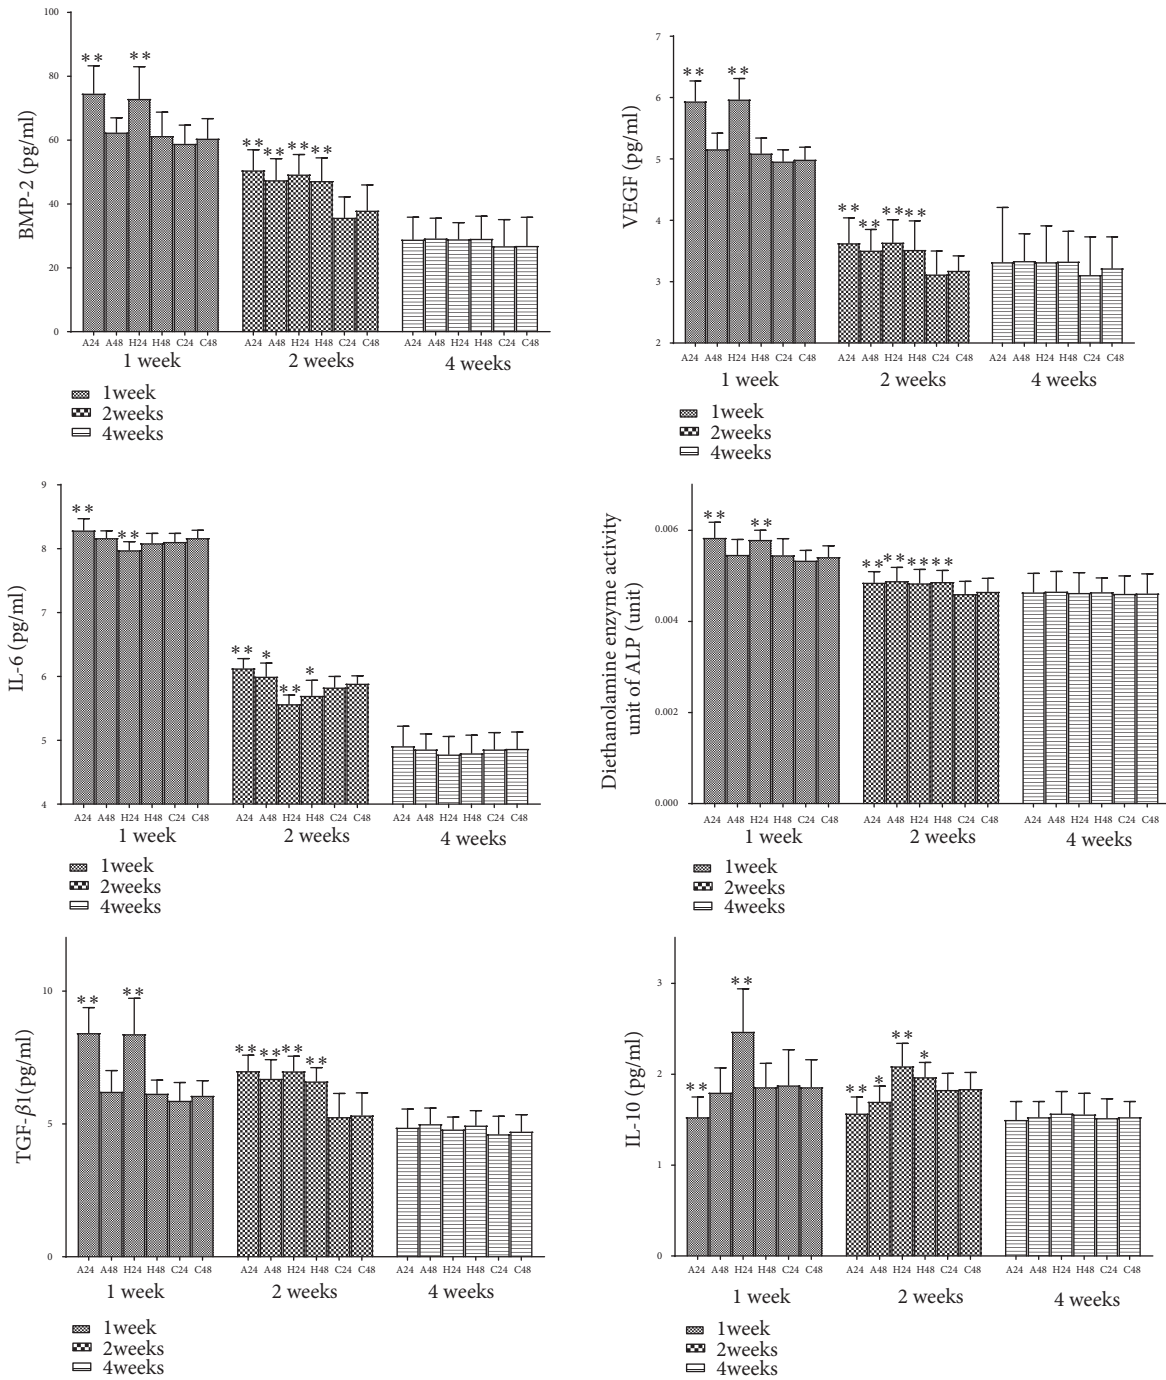 BMP-2 (pg/ml)
100
80
60
40
20
0
** **
** ** ** **
A24 A48 H24 H48 C24 C48 A24 A48 H24 H48 C24 C48 A24 A48 H24 H48 C24 C48
1 week 2 weeks 4 weeks
1week
2weeks
4weeks
VEGF (pg/ml)
7
6
5
4
3
2
** **
** ** ** **
A24 A48 H24 H48 C24 C48 A24 A48 H24 H48 C24 C48 A24 A48 H24 H48 C24 C48
1 week 2 weeks 4 weeks
1week
2weeks
4weeks
IL-6 (pg/ml)
9
8
7
6
5
4
** **
** * ** *
A24 A48 H24 H48 C24 C48 A24 A48 H24 H48 C24 C48 A24 A48 H24 H48 C24 C48
1 week 2 weeks 4 weeks
1week
2weeks
4weeks
Diethanolamine enzyme activity
unit of ALP (unit)
0.006
0.004
0.002
0.000
** **
** ** ** **
A24 A48 H24 H48 C24 C48 A24 A48 H24 H48 C24 C48 A24 A48 H24 H48 C24 C48
1 week 2 weeks 4 weeks
1week
2weeks
4weeks
TGF-β1(pg/ml)
10
5
0
** **
** ** ** **
A24 A48 H24 H48 C24 C48 A24 A48 H24 H48 C24 C48 A24 A48 H24 H48 C24 C48
1 week 2 weeks 4 weeks
1week
2weeks
4weeks
IL-10 (pg/ml)
3
2
1
0
** **
** * ** *
A24 A48 H24 H48 C24 C48 A24 A48 H24 H48 C24 C48 A24 A48 H24 H48 C24 C48
1 week 2 weeks 4 weeks
1week
2weeks
4weeks